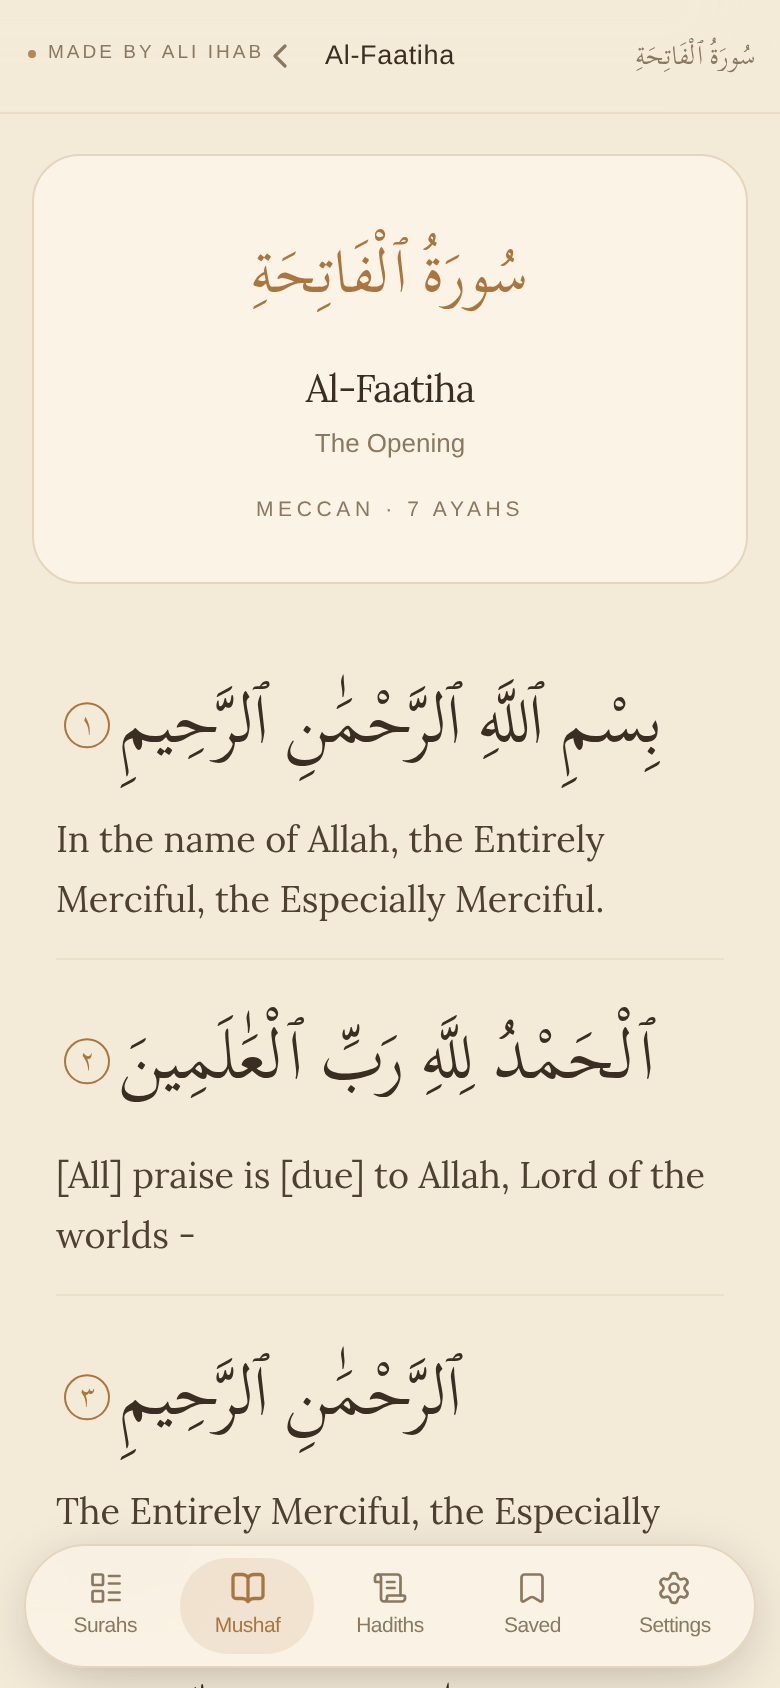 MADE BY ALI IHAB
Al-Faatiha
سُورَةُ ٱلْفَاتِحَةِ
سُورَةُ ٱلْفَاتِحَةِ
Al-Faatiha
The Opening
MECCAN · 7 AYAHS
بِسْمِ ٱللَّهِ ٱلرَّحْمَٰنِ ٱلرَّحِيمِ ١
In the name of Allah, the Entirely
Merciful, the Especially Merciful.
ٱلْحَمْدُ لِلَّهِ رَبِّ ٱلْعَٰلَمِينَ ٢
[All] praise is [due] to Allah, Lord of the
worlds -
ٱلرَّحْمَٰنِ ٱلرَّحِيمِ ٣
The Entirely Merciful, the Especially
Surahs
Mushaf
Hadiths
Saved
Settings